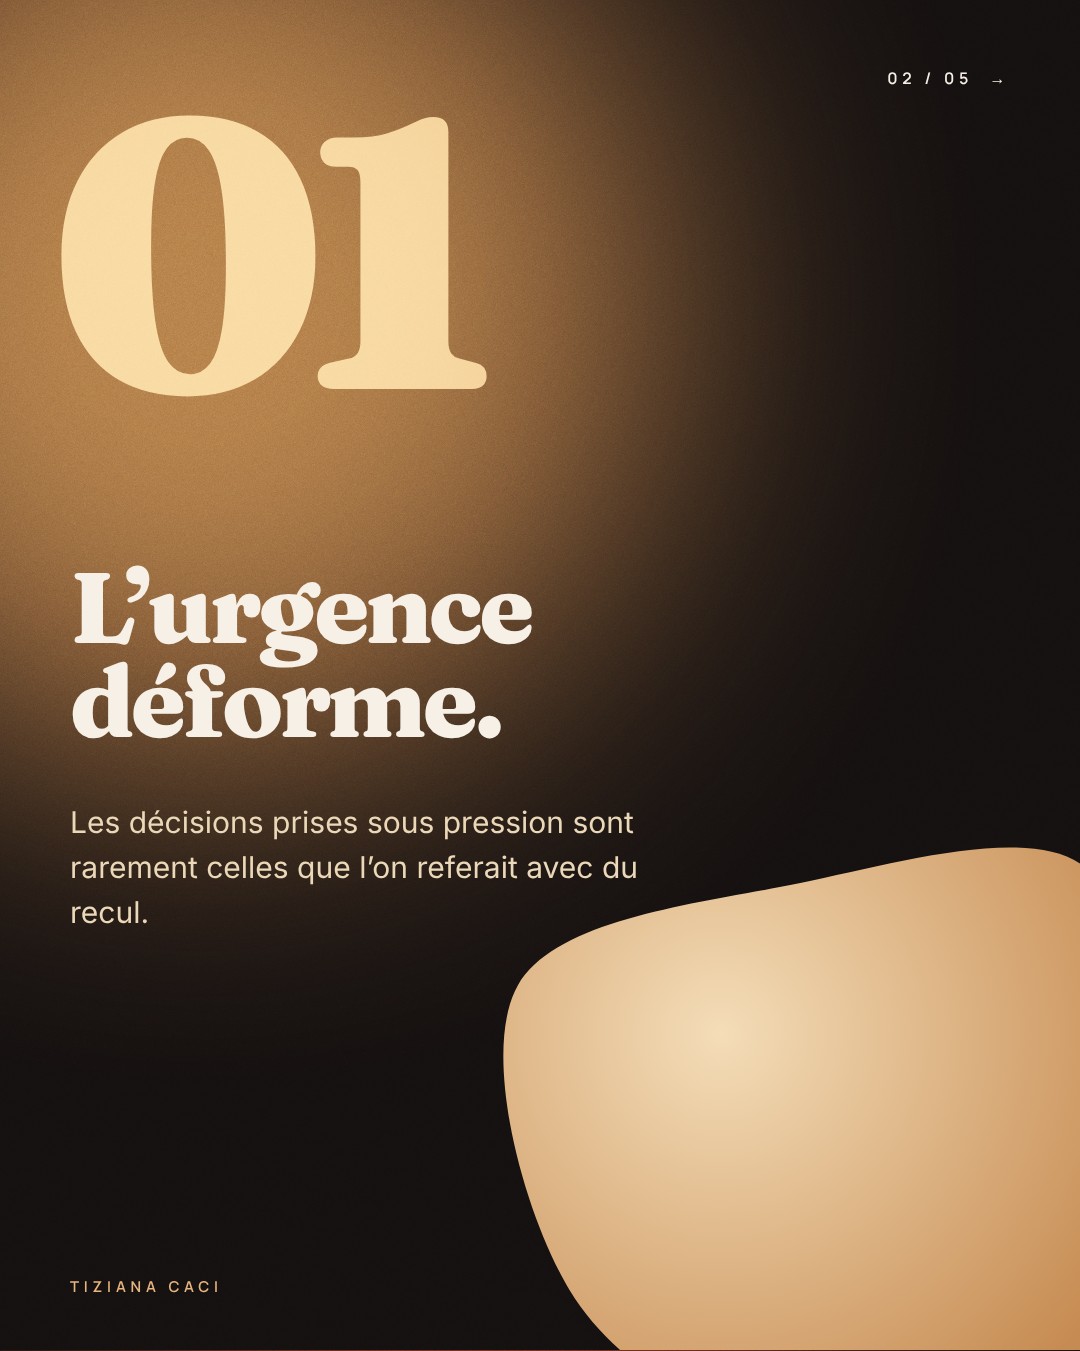 02 / 05 →
01
L’urgence
déforme.
Les décisions prises sous pression sont
rarement celles que l’on referait avec du
recul.
TIZIANA CACI